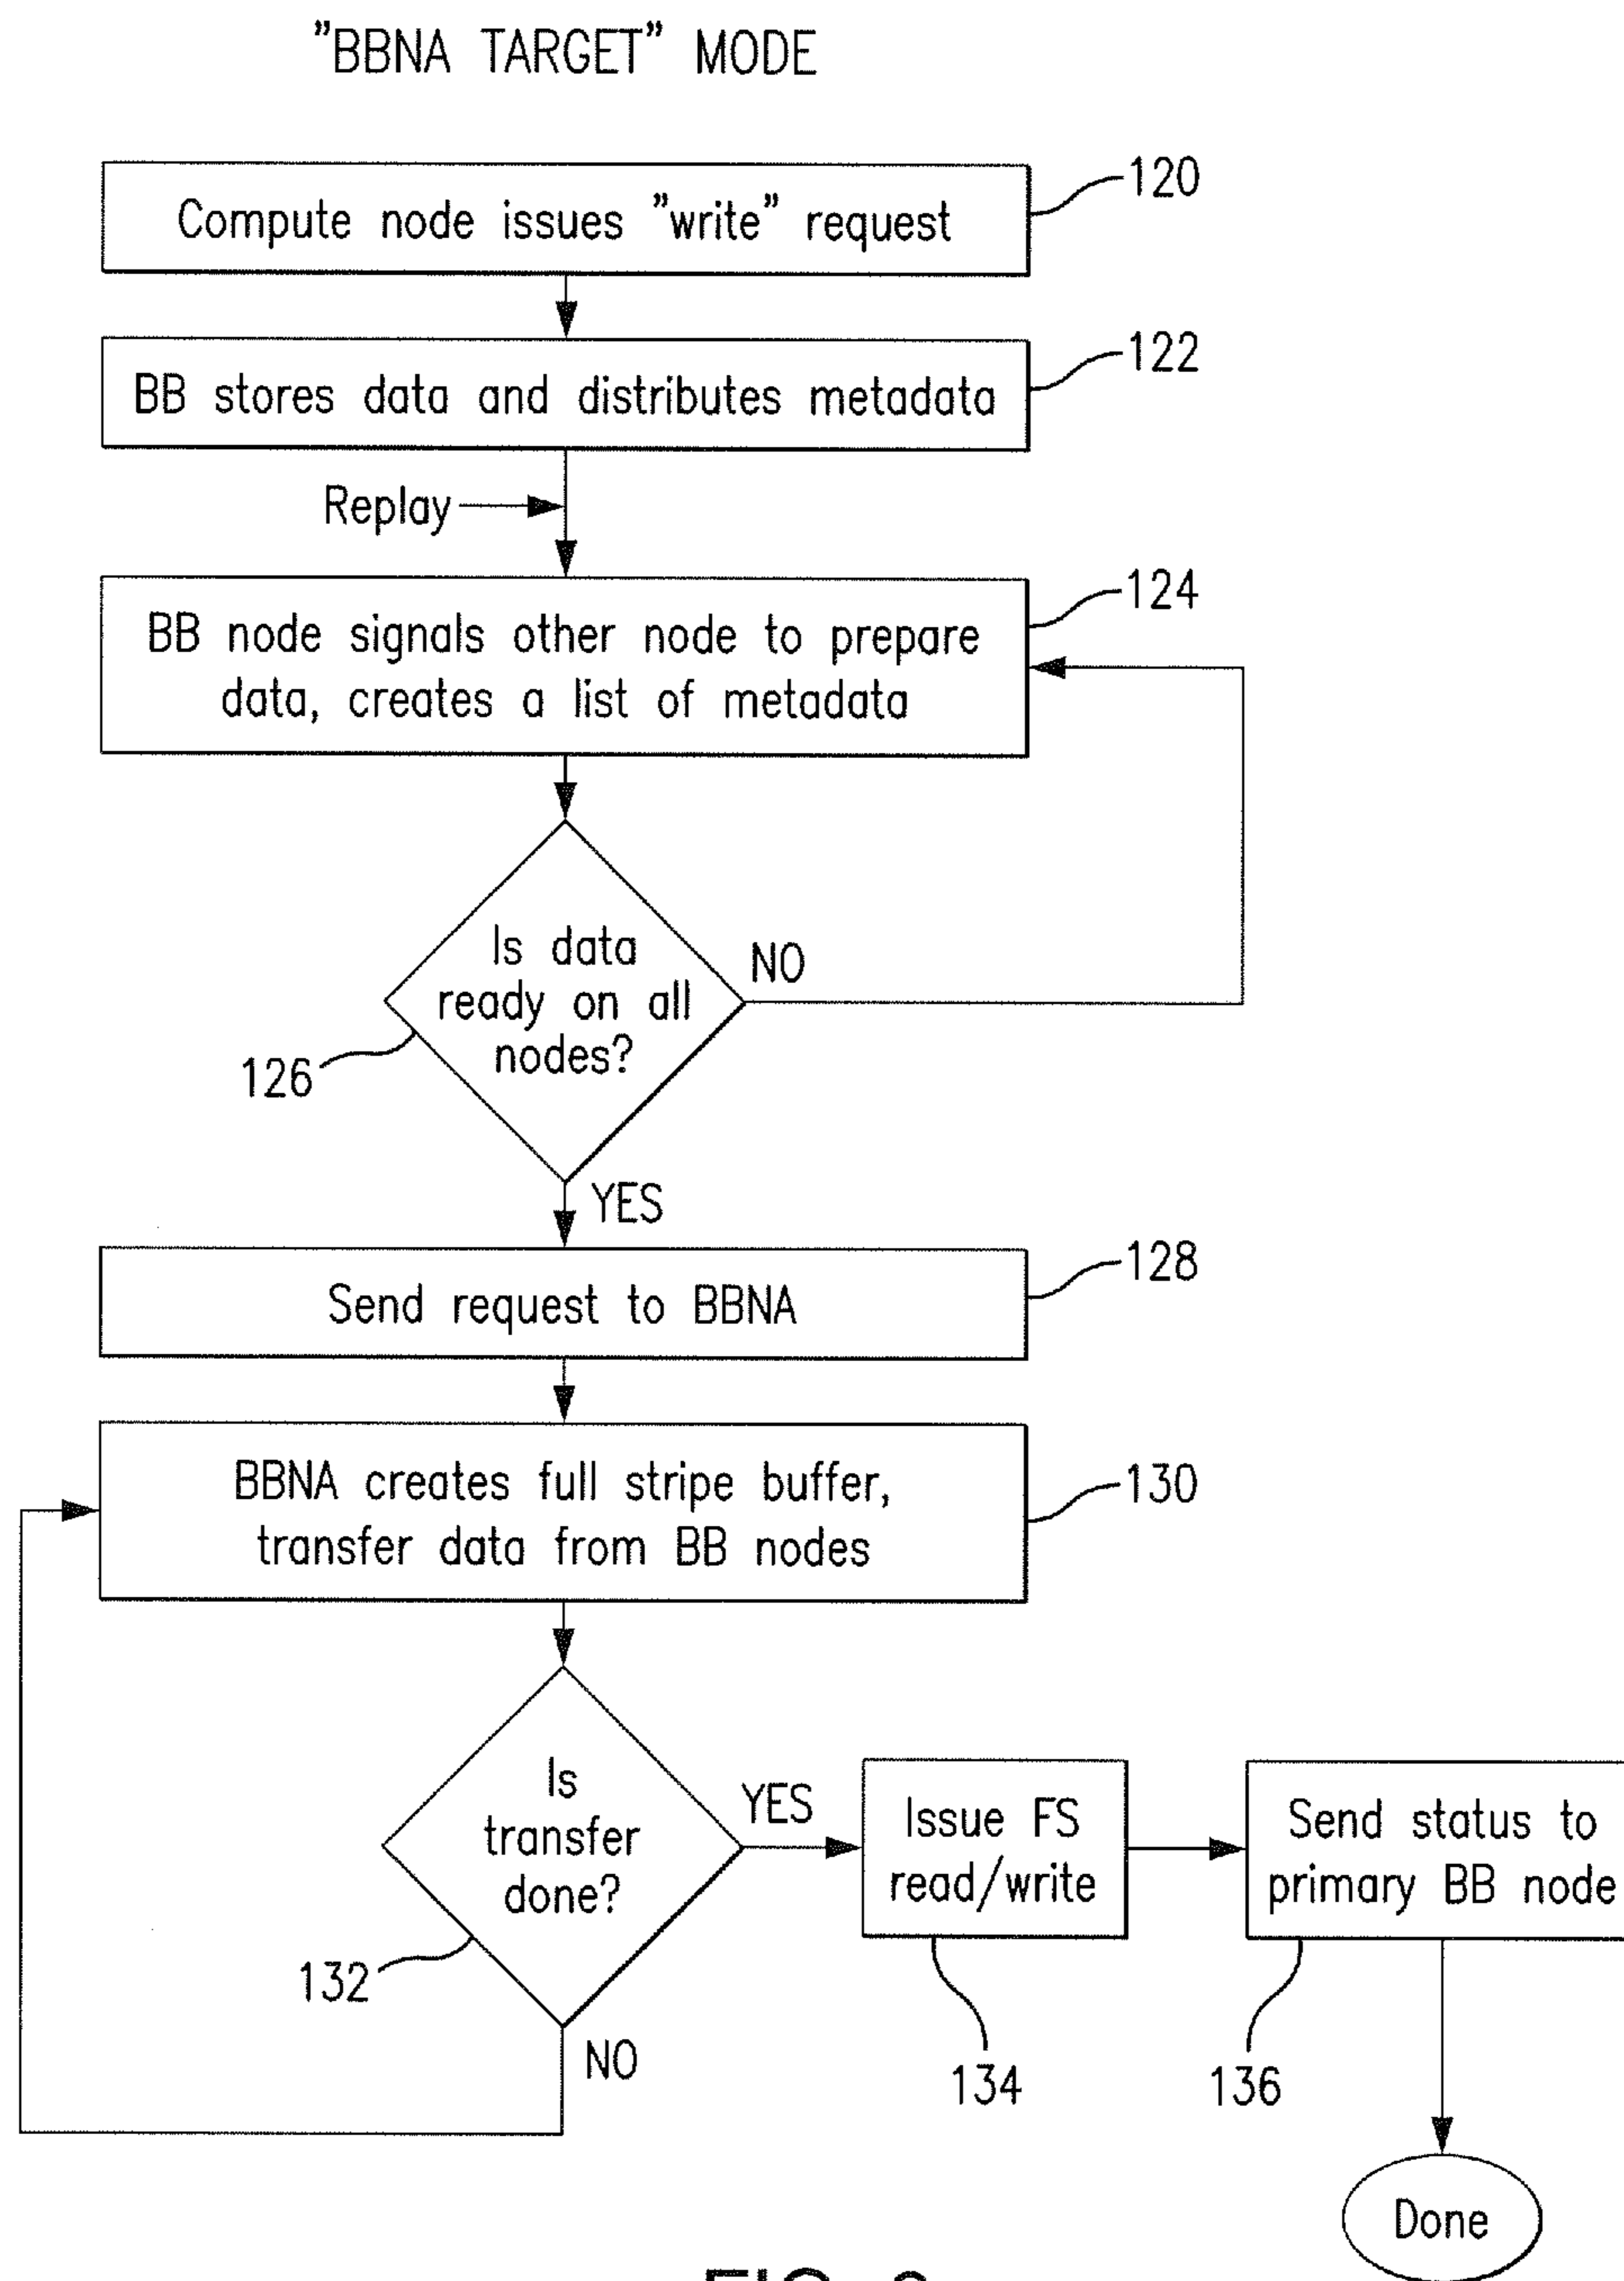 "BBNA TARGET" MODE
Compute node issues "write" request
120
BB stores data and distributes metadata
122
Replay
BB node signals other node to prepare
data, creates a list of metadata
124
Is data
ready on all
nodes?
NO
126
YES
Send request to BBNA
128
BBNA creates full stripe buffer,
transfer data from BB nodes
130
Is
transfer
done?
YES
132
NO
Issue FS
read/write
134
Send status to
primary BB node
136
Done